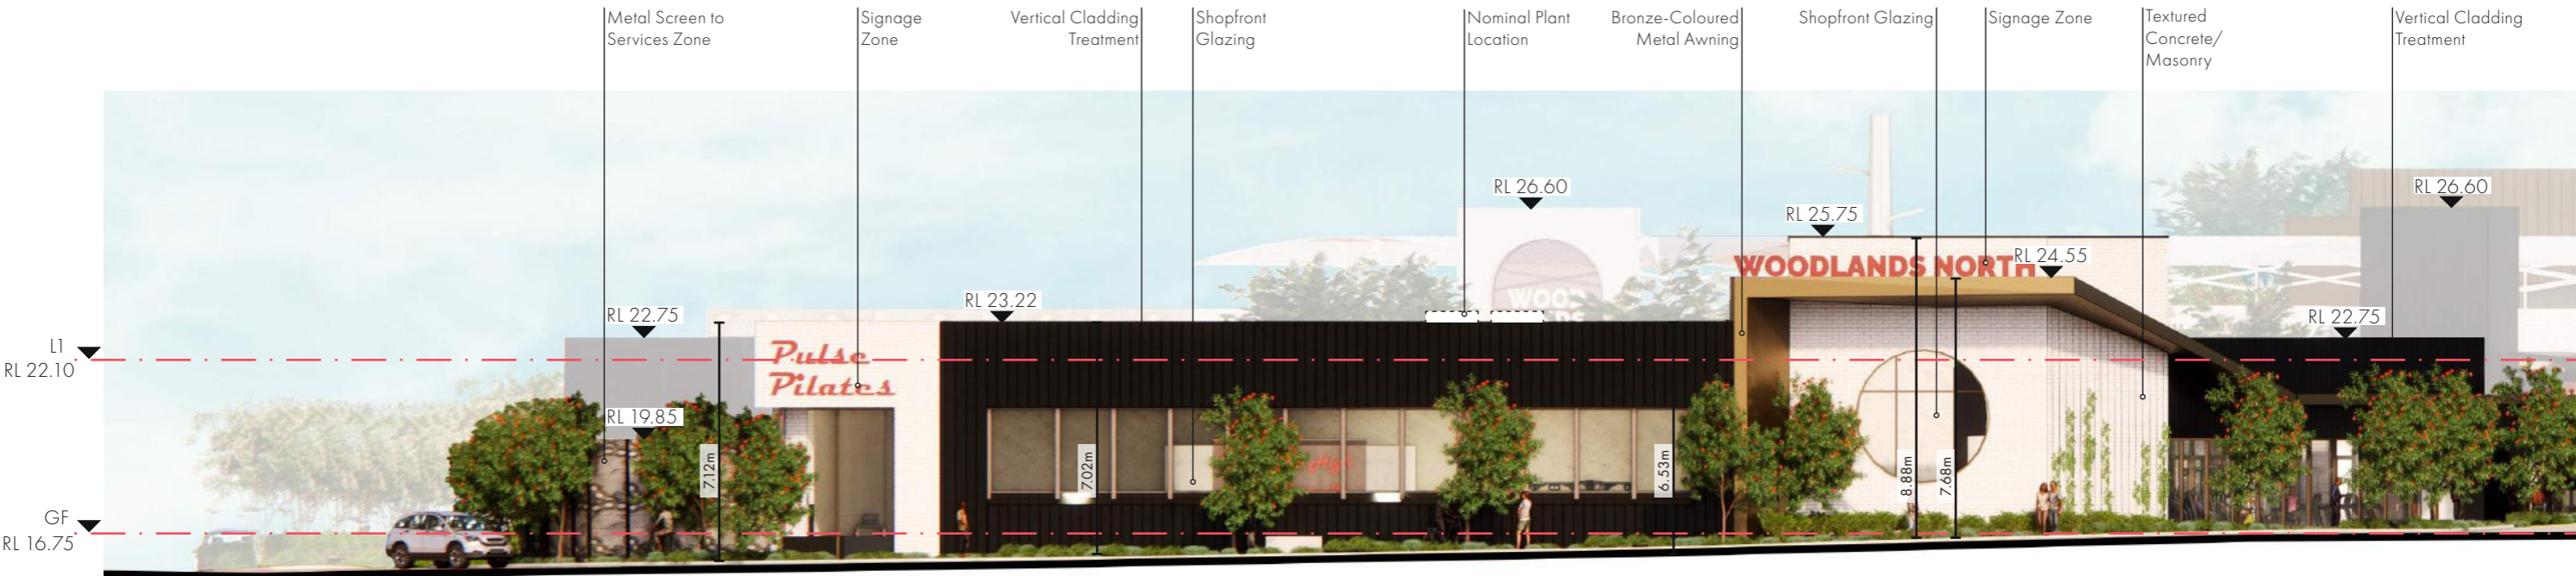 Metal Screen to
Services Zone
Signage
Zone
Vertical Cladding
Treatment
Shopfront
Glazing
Nominal Plant
Location
Bronze-Coloured
Metal Awning
Shopfront Glazing
Signage Zone
Textured
Concrete/
Masonry
Vertical Cladding
Treatment
RL 26.60
RL 26.60
RL 25.75
RL 24.55
WOODLANDS NORTH
RL 23.22
RL 22.75
RL 22.75
L1
RL 22.10
Pulse
Pilates
RL 19.85
7.12m
7.02m
6.53m
8.88m
7.68m
GF
RL 16.75